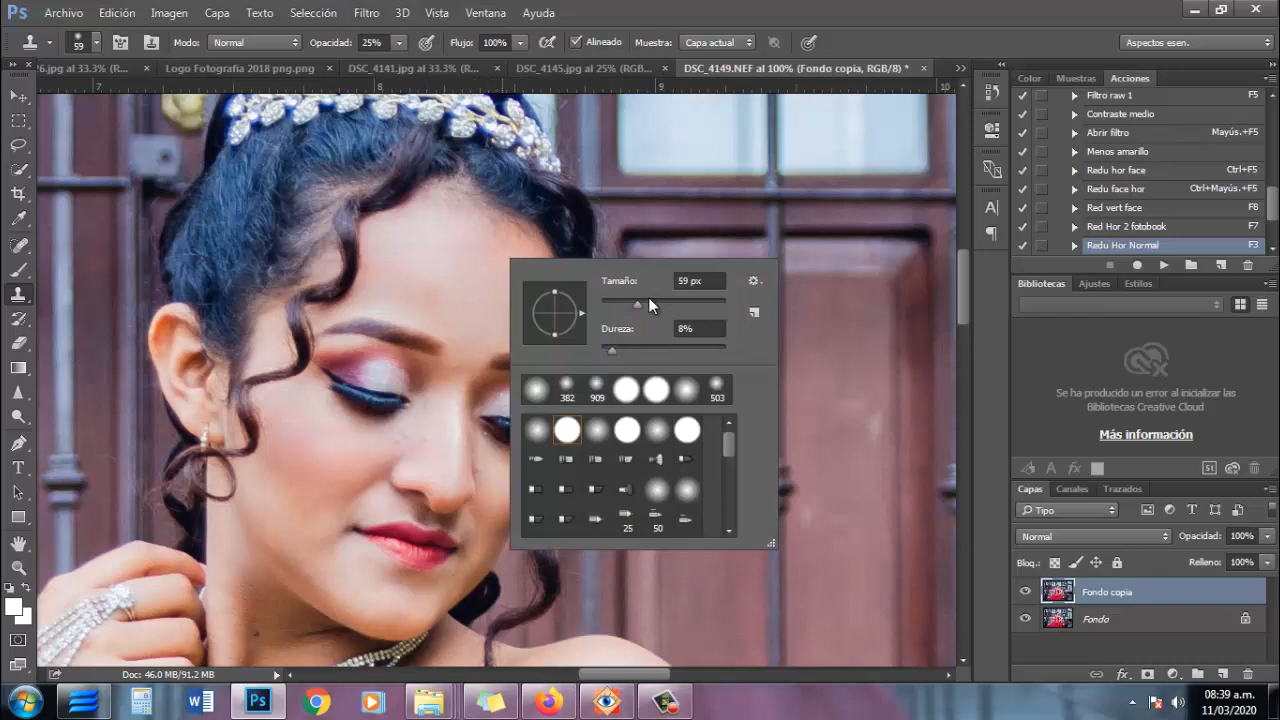 Ps Archivo Edición Imagen Capa Texto Selección Filtro 3D Vista Ventana Ayuda
59 Modo: Normal Opacidad: 25% Flujo: 100% Alineado Muestra: Capa actual Aspectos esen.
6.jpg al 33.3% (R... × Logo Fotografia 2018 png.png × DSC_4141.jpg al 33.3% (R... × DSC_4145.jpg al 25% (RGB... × DSC_4149.NEF al 100% (Fondo copia, RGB/8) * ×
7 8 9 10
Color Muestras Acciones
Filtro raw 1 F5
Contraste medio
Abrir filtro Mayús.+F5
Menos amarillo
Redu hor face Ctrl+F5
Redu face hor Ctrl+Mayús.+F5
Red vert face F8
Red Hor 2 fotobook F7
Redu Hor Normal F3
Tamaño: 59 px
Dureza: 8%
382 909 503
25 50
Bibliotecas Ajustes Estilos
Se ha producido un error al inicializar las
Bibliotecas Creative Cloud
Más información
St
Capas Canales Trazados
Tipo
Normal Opacidad: 100%
Bloq.: Relleno: 100%
Fondo copia
Fondo
Doc: 46.0 MB/91.2 MB
08:39 a.m.
11/03/2020